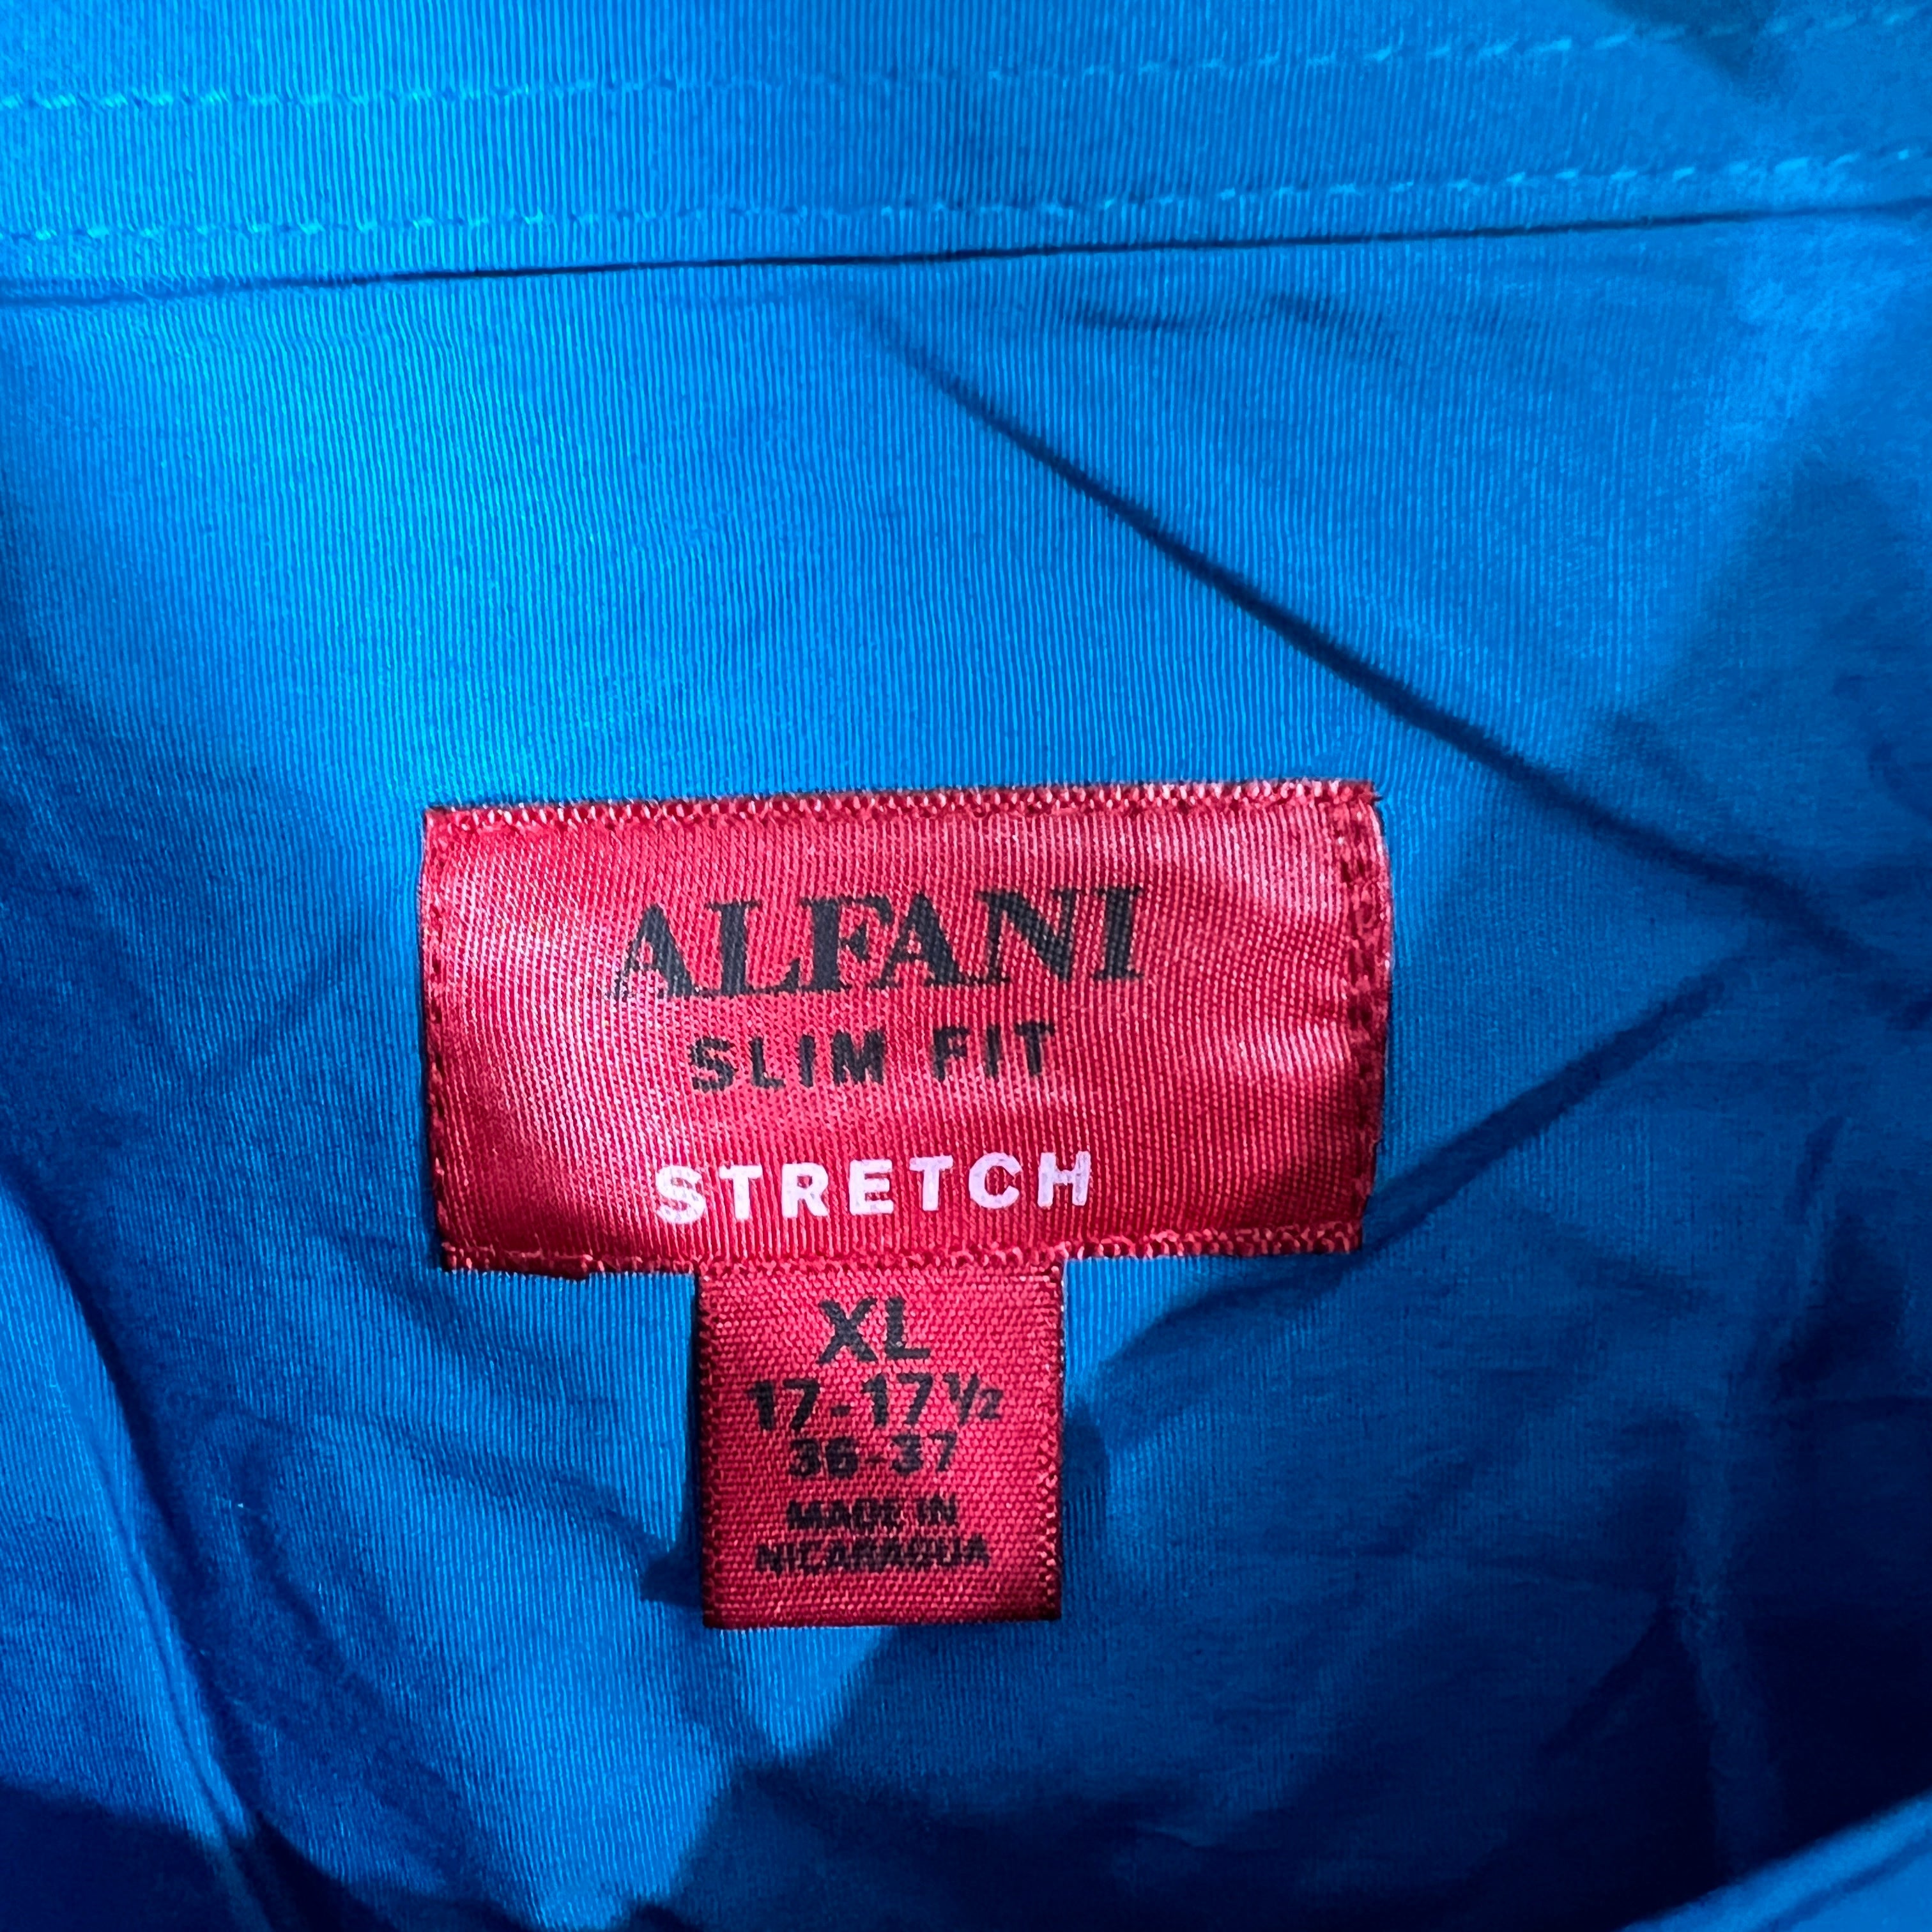 ALFANI
SLIM FIT
STRETCH
XL
17-17½
36-37
MADE IN
NICARAGUA